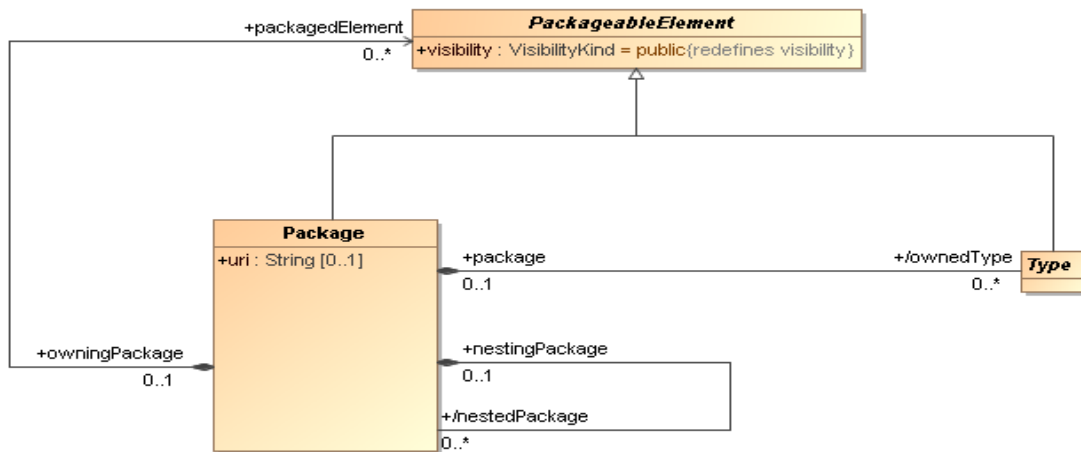 PackageableElement
+packagedElement
0..*
+visibility : VisibilityKind = public{redefines visibility}
Package
+uri : String [0..1]
+package
0..1
+/ownedType
0..*
Type
+owningPackage
0..1
+nestingPackage
0..1
+/nestedPackage
0..*